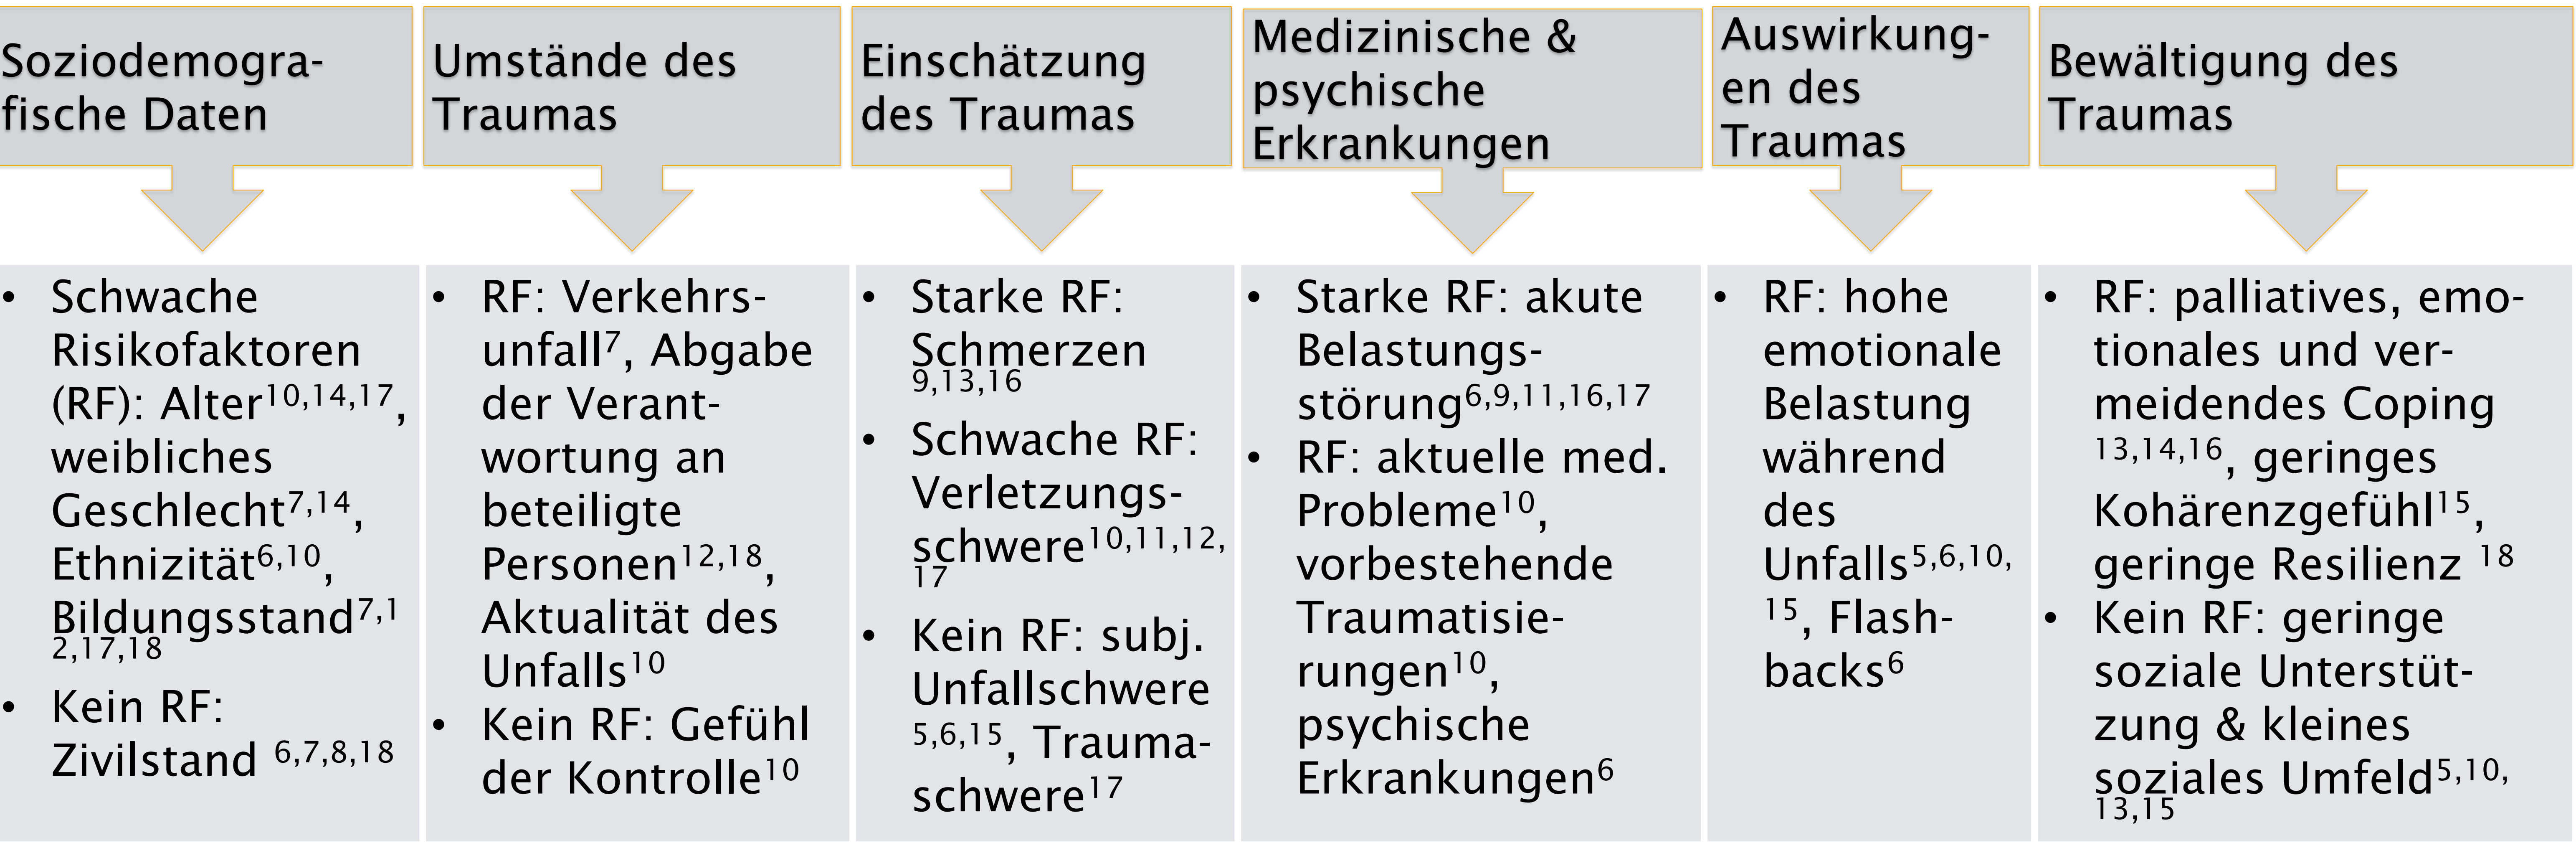 Soziodemogra-
fische Daten
Umstände des
Traumas
Einschätzung
des Traumas
Medizinische &
psychische
Erkrankungen
Auswirkung-
en des
Traumas
Bewältigung des
Traumas
• Schwache
Risikofaktoren
(RF): Alter10,14,17,
weibliches
Geschlecht7,14,
Ethnizität6,10,
Bildungsstand7,1
2,17,18
• Kein RF:
Zivilstand 6,7,8,18
• RF: Verkehrs-
unfall7, Abgabe
der Verant-
wortung an
beteiligte
Personen12,18,
Aktualität des
Unfalls10
• Kein RF: Gefühl
der Kontrolle10
• Starke RF:
Schmerzen
9,13,16
• Schwache RF:
Verletzungs-
schwere10,11,12,
17
• Kein RF: subj.
Unfallschwere
5,6,15, Trauma-
schwere17
• Starke RF: akute
Belastungs-
störung6,9,11,16,17
• RF: aktuelle med.
Probleme10,
vorbestehende
Traumatisie-
rungen10,
psychische
Erkrankungen6
• RF: hohe
emotionale
Belastung
während
des
Unfalls5,6,10,
15, Flash-
backs6
• RF: palliatives, emo-
tionales und ver-
meidendes Coping
13,14,16, geringes
Kohärenzgefühl15,
geringe Resilienz 18
• Kein RF: geringe
soziale Unterstüt-
zung & kleines
soziales Umfeld5,10,
13,15